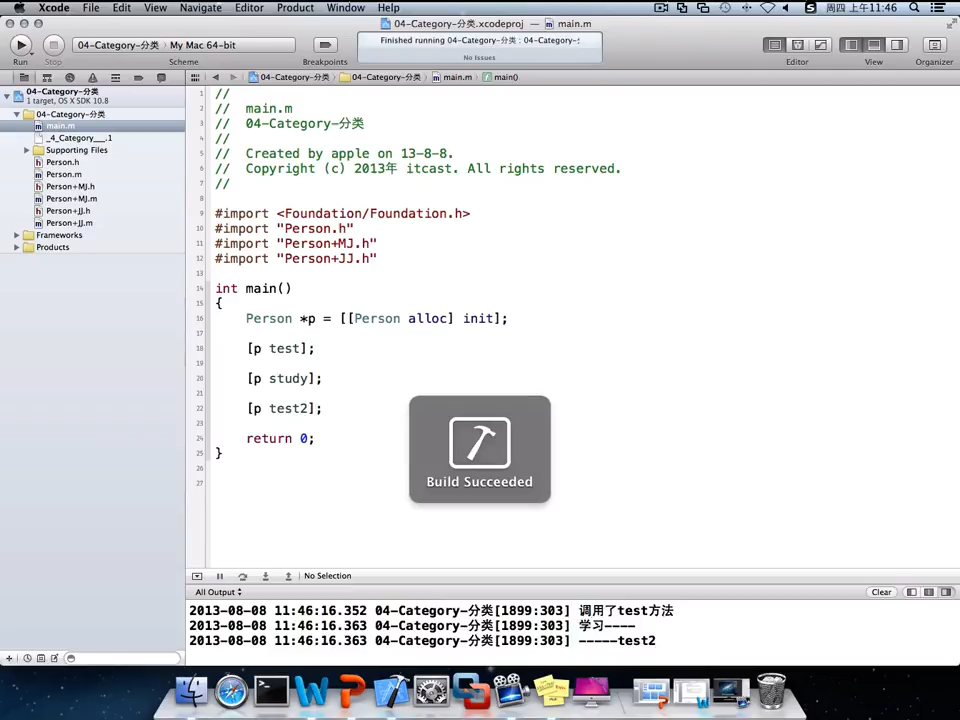 Xcode File Edit View Navigate Editor Product Window Help 周四 上午11:46
04-Category-分类.xcodeproj — main.m
04-Category-分类 My Mac 64-bit
Finished running 04-Category-分类 : 04-Category-
No Issues
Run Stop Scheme Breakpoints Editor View Organizer
04-Category-分类
1 target, OS X SDK 10.8
04-Category-分类
main.m
_4_Category___.1
Supporting Files
Person.h
Person.m
Person+MJ.h
Person+MJ.m
Person+JJ.h
Person+JJ.m
Frameworks
Products
04-Category-分类 04-Category-分类 main.m main()
1 //
2 // main.m
3 // 04-Category-分类
4 //
5 // Created by apple on 13-8-8.
6 // Copyright (c) 2013年 itcast. All rights reserved.
7 //
8
9 #import <Foundation/Foundation.h>
10 #import "Person.h"
11 #import "Person+MJ.h"
12 #import "Person+JJ.h"
13
14 int main()
15 {
16 Person *p = [[Person alloc] init];
17
18 [p test];
19
20 [p study];
21
22 [p test2];
23
24 return 0;
25 }
26
27
Build Succeeded
No Selection
All Output Clear
2013-08-08 11:46:16.352 04-Category-分类[1899:303] 调用了test方法
2013-08-08 11:46:16.363 04-Category-分类[1899:303] 学习----
2013-08-08 11:46:16.363 04-Category-分类[1899:303] -----test2